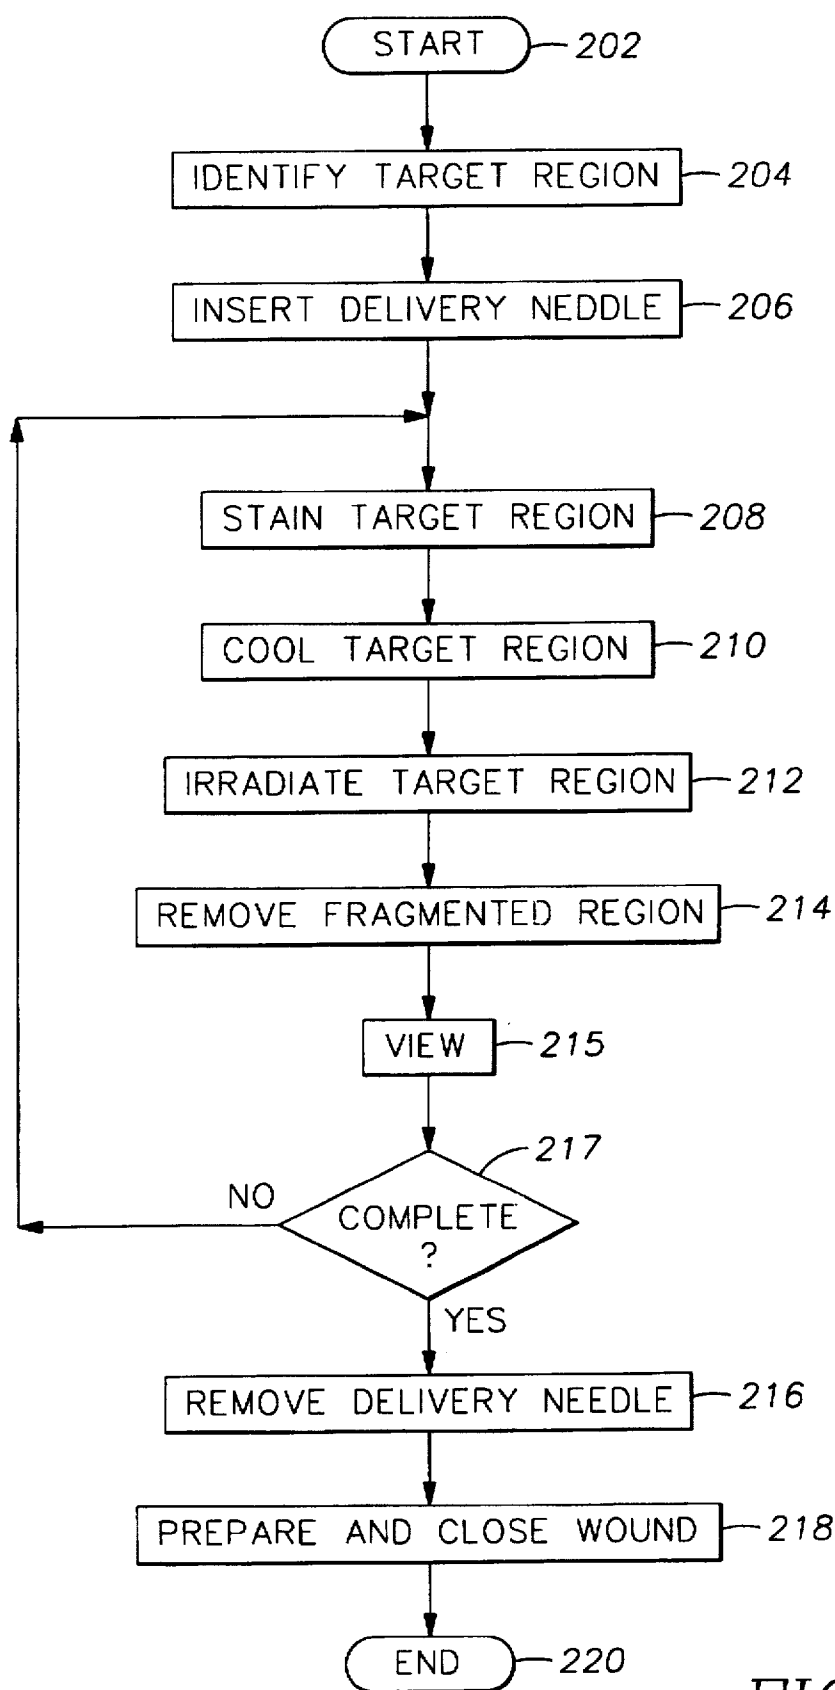 START 202
IDENTIFY TARGET REGION 204
INSERT DELIVERY NEDDLE 206
STAIN TARGET REGION 208
COOL TARGET REGION 210
IRRADIATE TARGET REGION 212
REMOVE FRAGMENTED REGION 214
VIEW 215
217
NO
COMPLETE
?
YES
REMOVE DELIVERY NEEDLE 216
PREPARE AND CLOSE WOUND 218
END 220